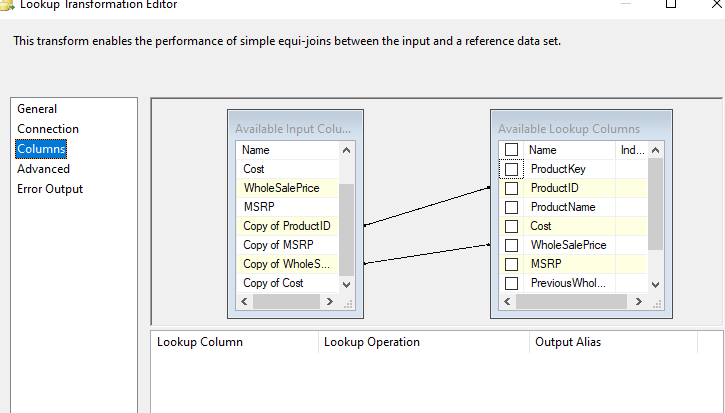 Lookup Transformation Editor
This transform enables the performance of simple equi-joins between the input and a reference data set.
General
Connection
Columns
Advanced
Error Output
Available Input Colu...
Name
Cost
WholeSalePrice
MSRP
Copy of ProductID
Copy of MSRP
Copy of WholeS...
Copy of Cost
Available Lookup Columns
Name Ind...
ProductKey
ProductID
ProductName
Cost
WholeSalePrice
MSRP
PreviousWhol...
Lookup Column Lookup Operation Output Alias